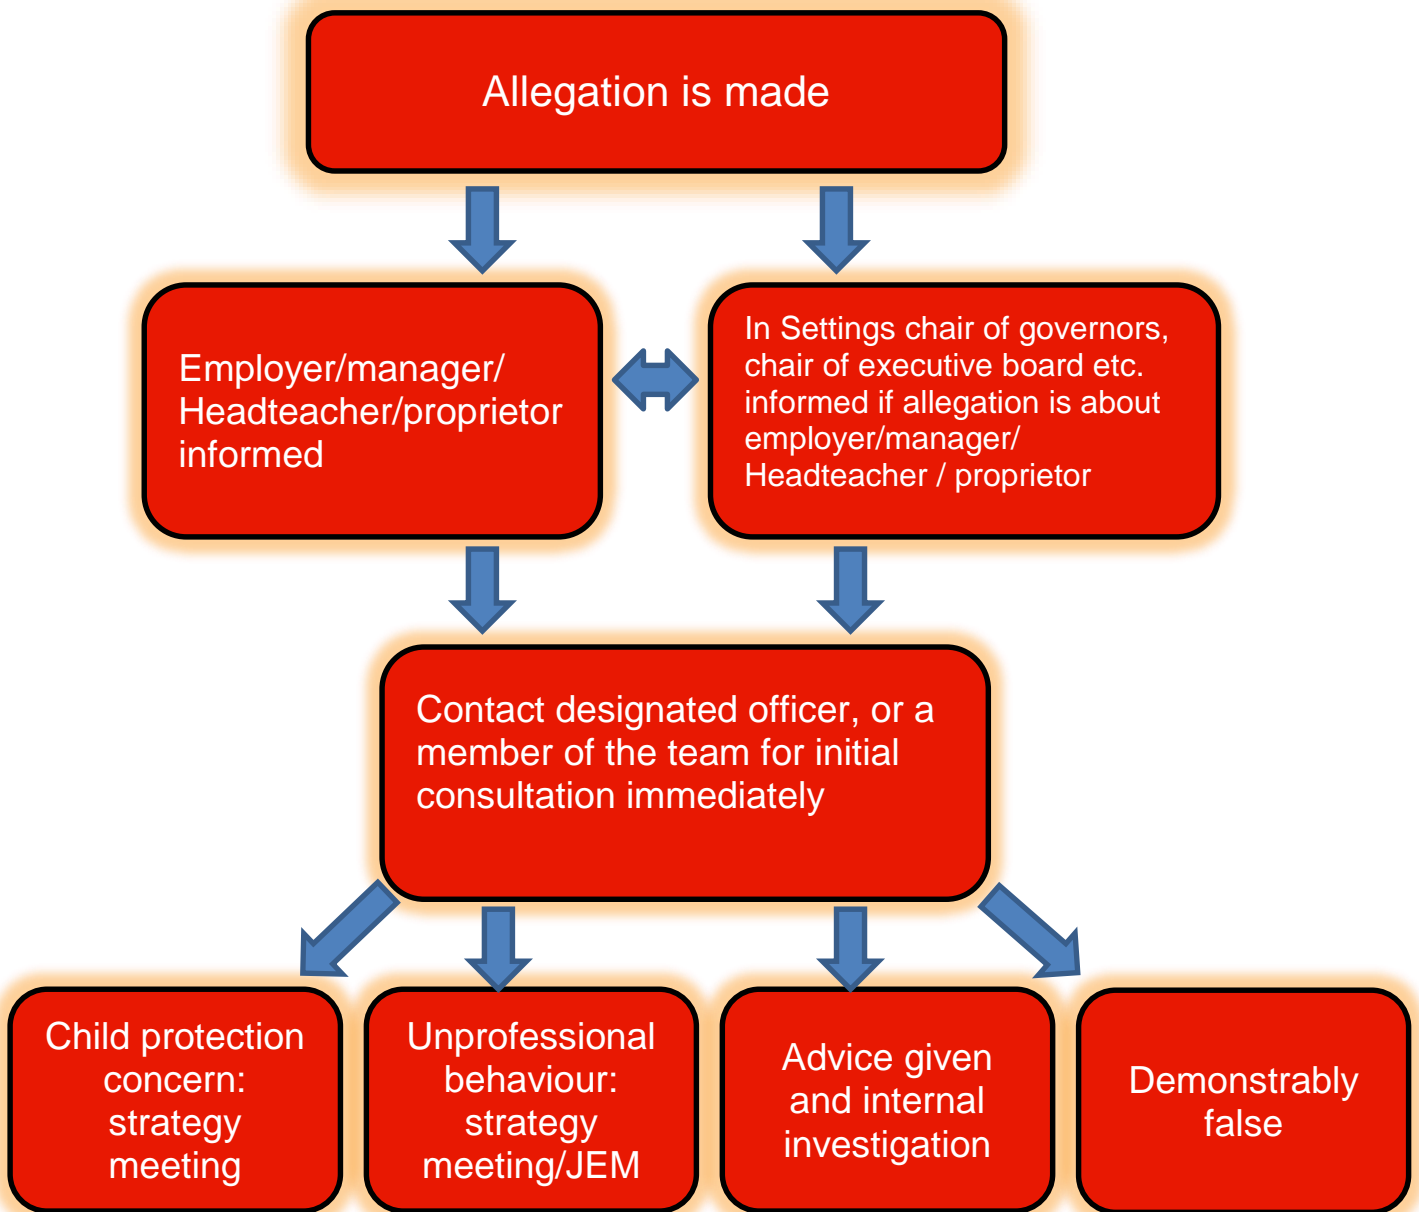 Allegation is made
Employer/manager/
Headteacher/proprietor
informed
In Settings chair of governors,
chair of executive board etc.
informed if allegation is about
employer/manager/
Headteacher / proprietor
Contact designated officer, or a
member of the team for initial
consultation immediately
Child protection
concern:
strategy
meeting
Unprofessional
behaviour:
strategy
meeting/JEM
Advice given
and internal
investigation
Demonstrably
false